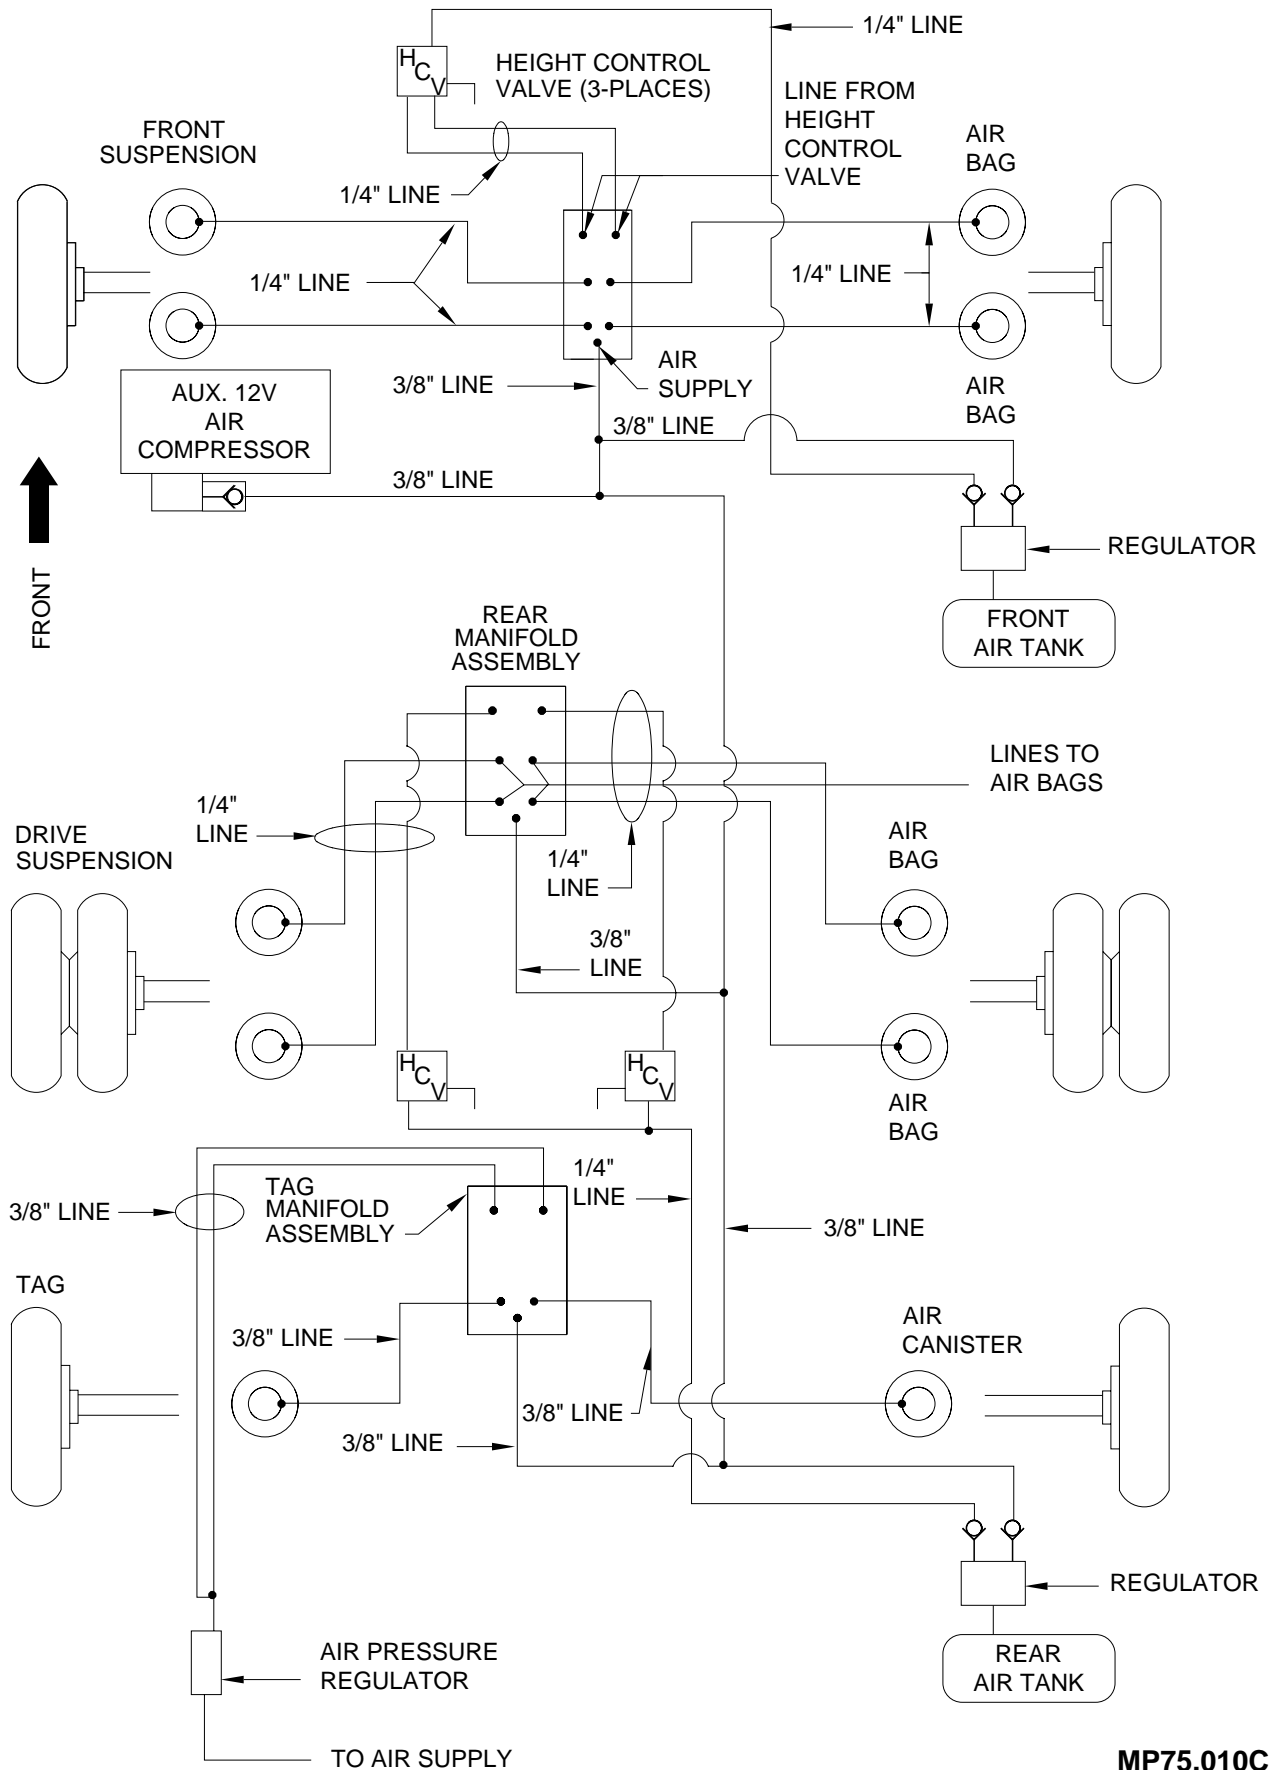 1/4" LINE
HCV
HEIGHT CONTROL
VALVE (3-PLACES)
LINE FROM
HEIGHT
CONTROL
VALVE
FRONT
SUSPENSION
AIR
BAG
1/4" LINE
1/4" LINE
1/4" LINE
AIR
SUPPLY
3/8" LINE
AIR
BAG
AUX. 12V
AIR
COMPRESSOR
3/8" LINE
3/8" LINE
FRONT
REGULATOR
FRONT
AIR TANK
REAR
MANIFOLD
ASSEMBLY
LINES TO
AIR BAGS
1/4"
LINE
DRIVE
SUSPENSION
1/4"
LINE
AIR
BAG
3/8"
LINE
HCV
HCV
AIR
BAG
1/4"
LINE
TAG
MANIFOLD
ASSEMBLY
3/8" LINE
3/8" LINE
TAG
3/8" LINE
AIR
CANISTER
3/8" LINE
3/8" LINE
REGULATOR
AIR PRESSURE
REGULATOR
REAR
AIR TANK
TO AIR SUPPLY
MP75.010C